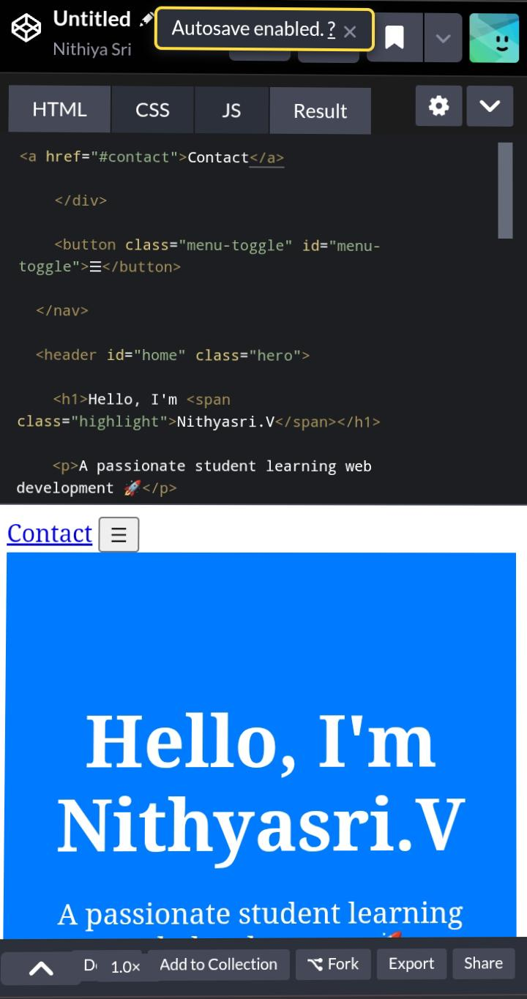 Untitled
Autosave enabled. ?
Nithiya Sri
HTML CSS JS Result
<a href="#contact">Contact</a>
</div>
<button class="menu-toggle" id="menu-
toggle">☰</button>
</nav>
<header id="home" class="hero">
<h1>Hello, I'm <span
class="highlight">Nithyasri.V</span></h1>
<p>A passionate student learning web
development 🚀</p>
Contact ☰
Hello, I'm
Nithyasri.V
A passionate student learning
1.0× Add to Collection Fork Export Share